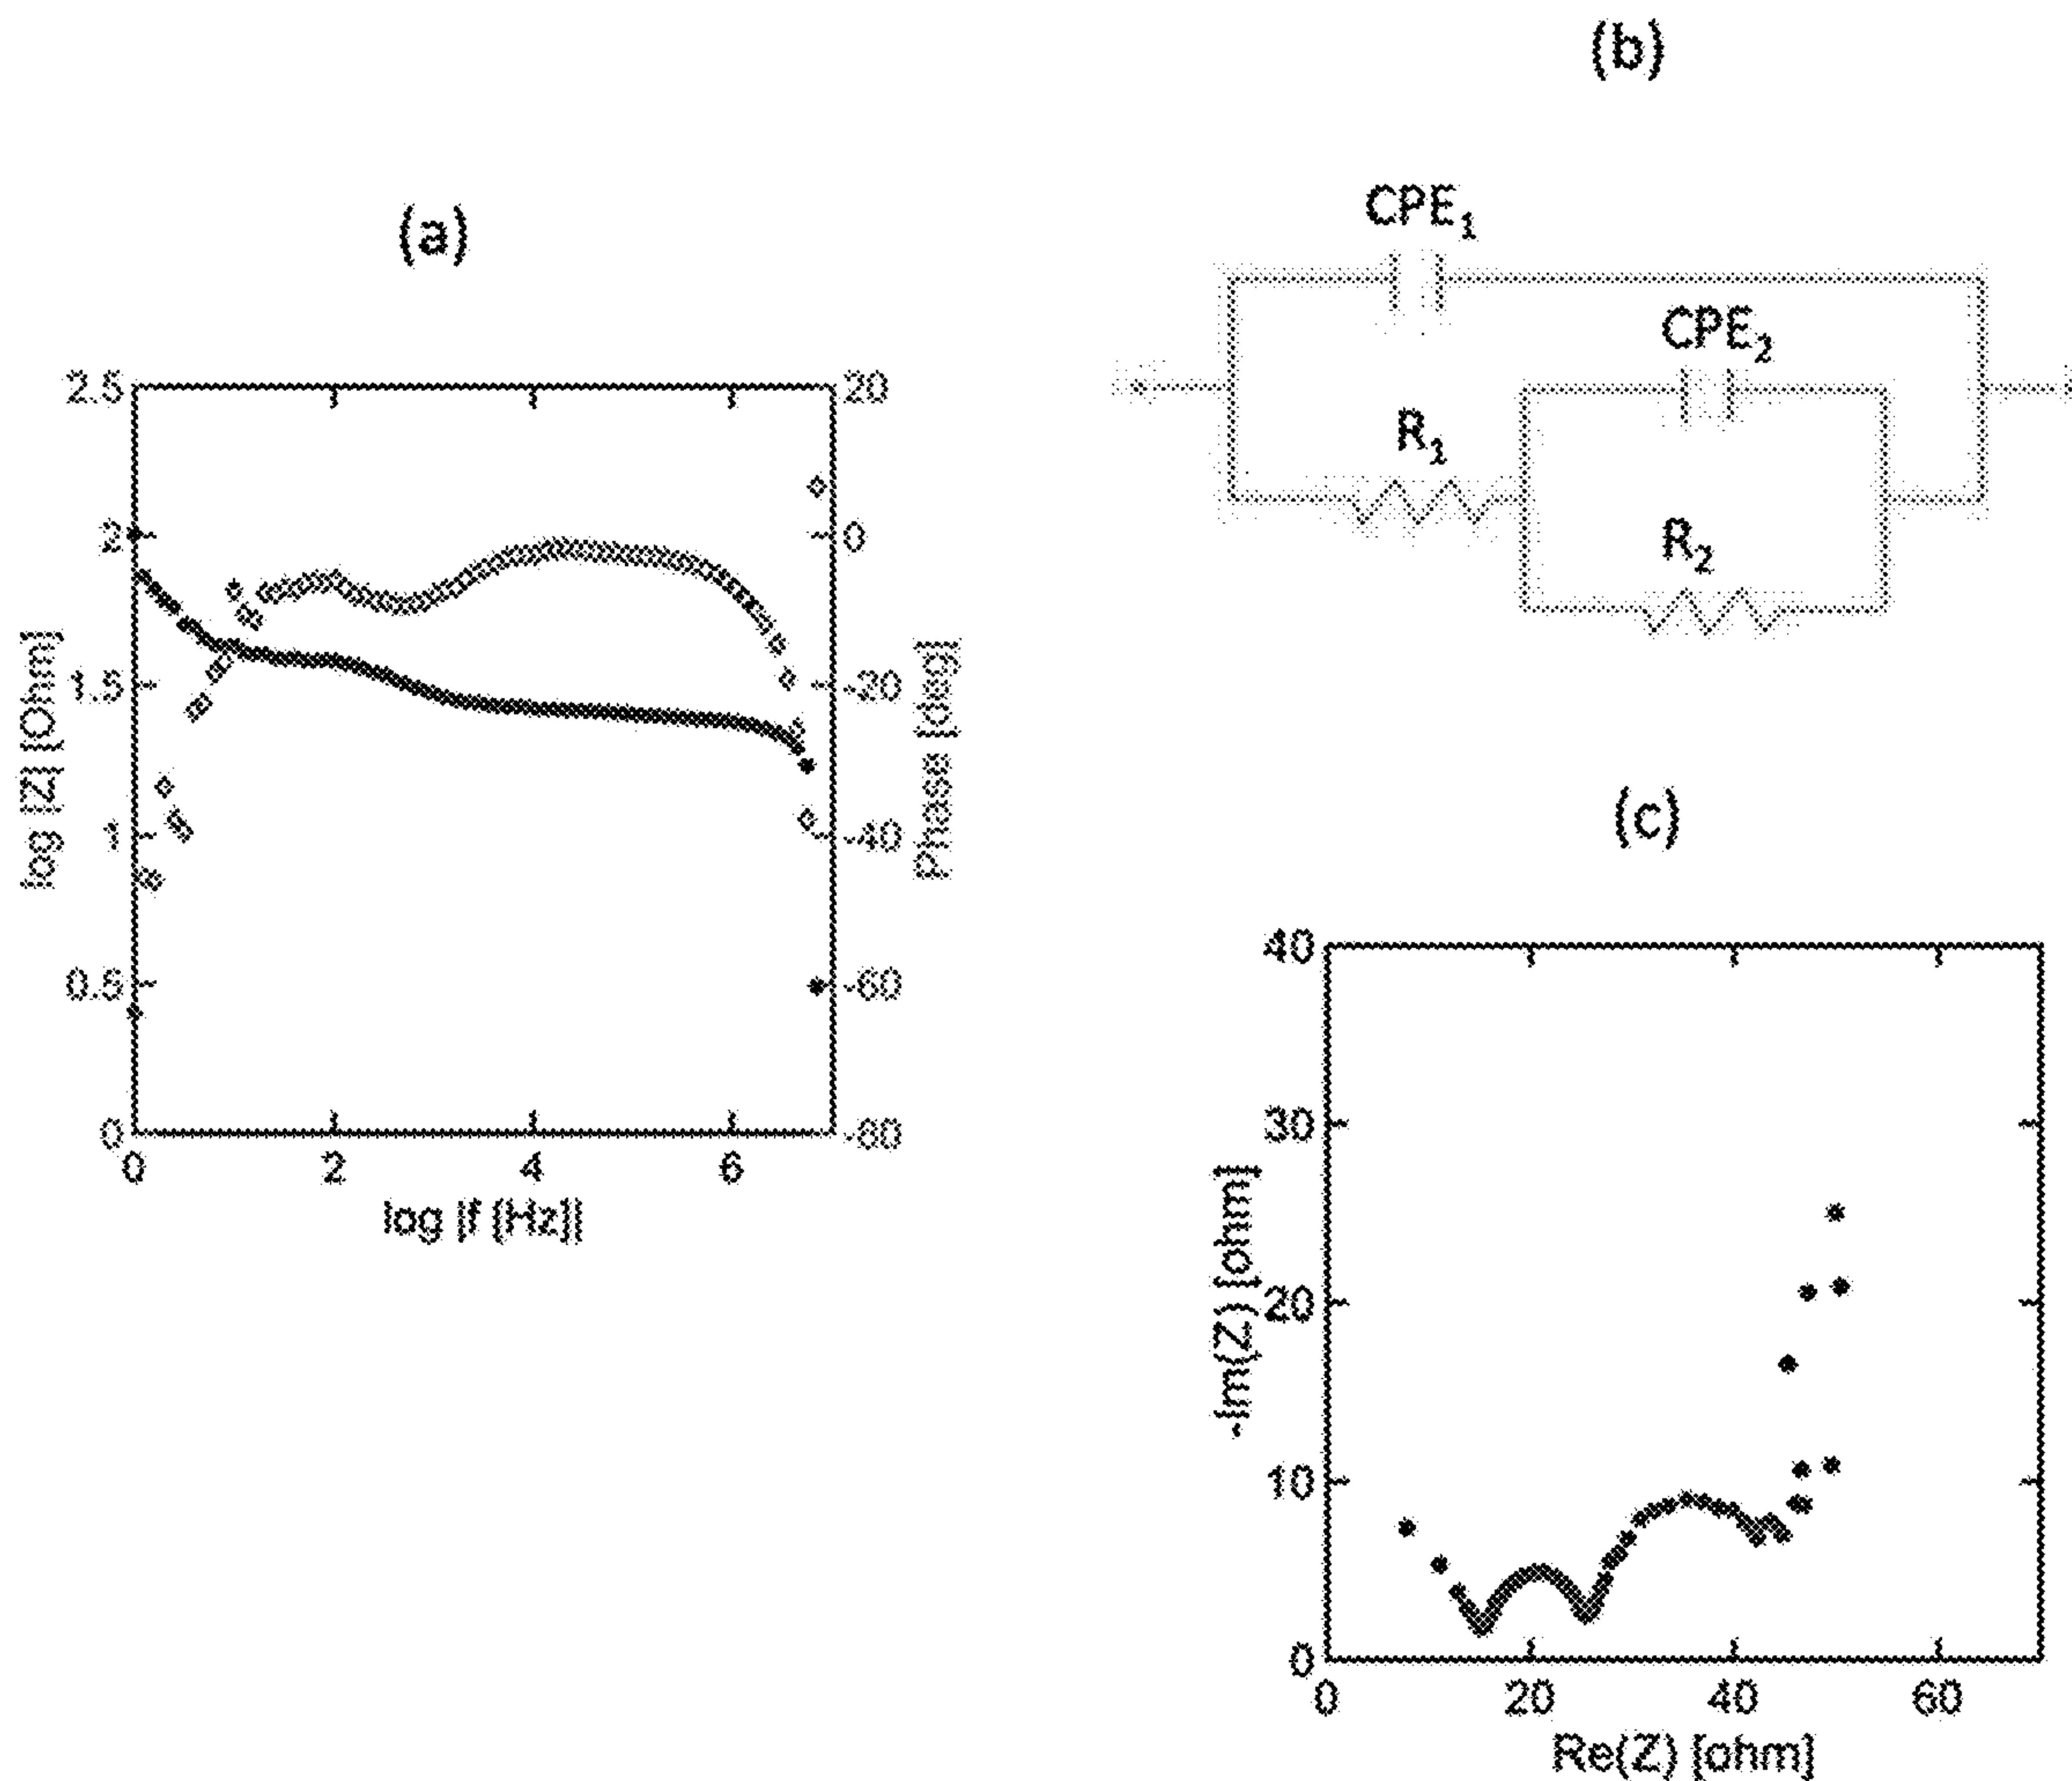 (a)
2.5
2
1.5
1
0.5
0
log |Z| [Ohm]
20
0
-20
-40
-60
-80
Phase [deg]
0 2 4 6
log |f [Hz]|
(b)
CPE1
CPE2
R1
R2
(c)
40
30
20
10
0
-Im(Z) [ohm]
0 20 40 60
Re(Z) [ohm]